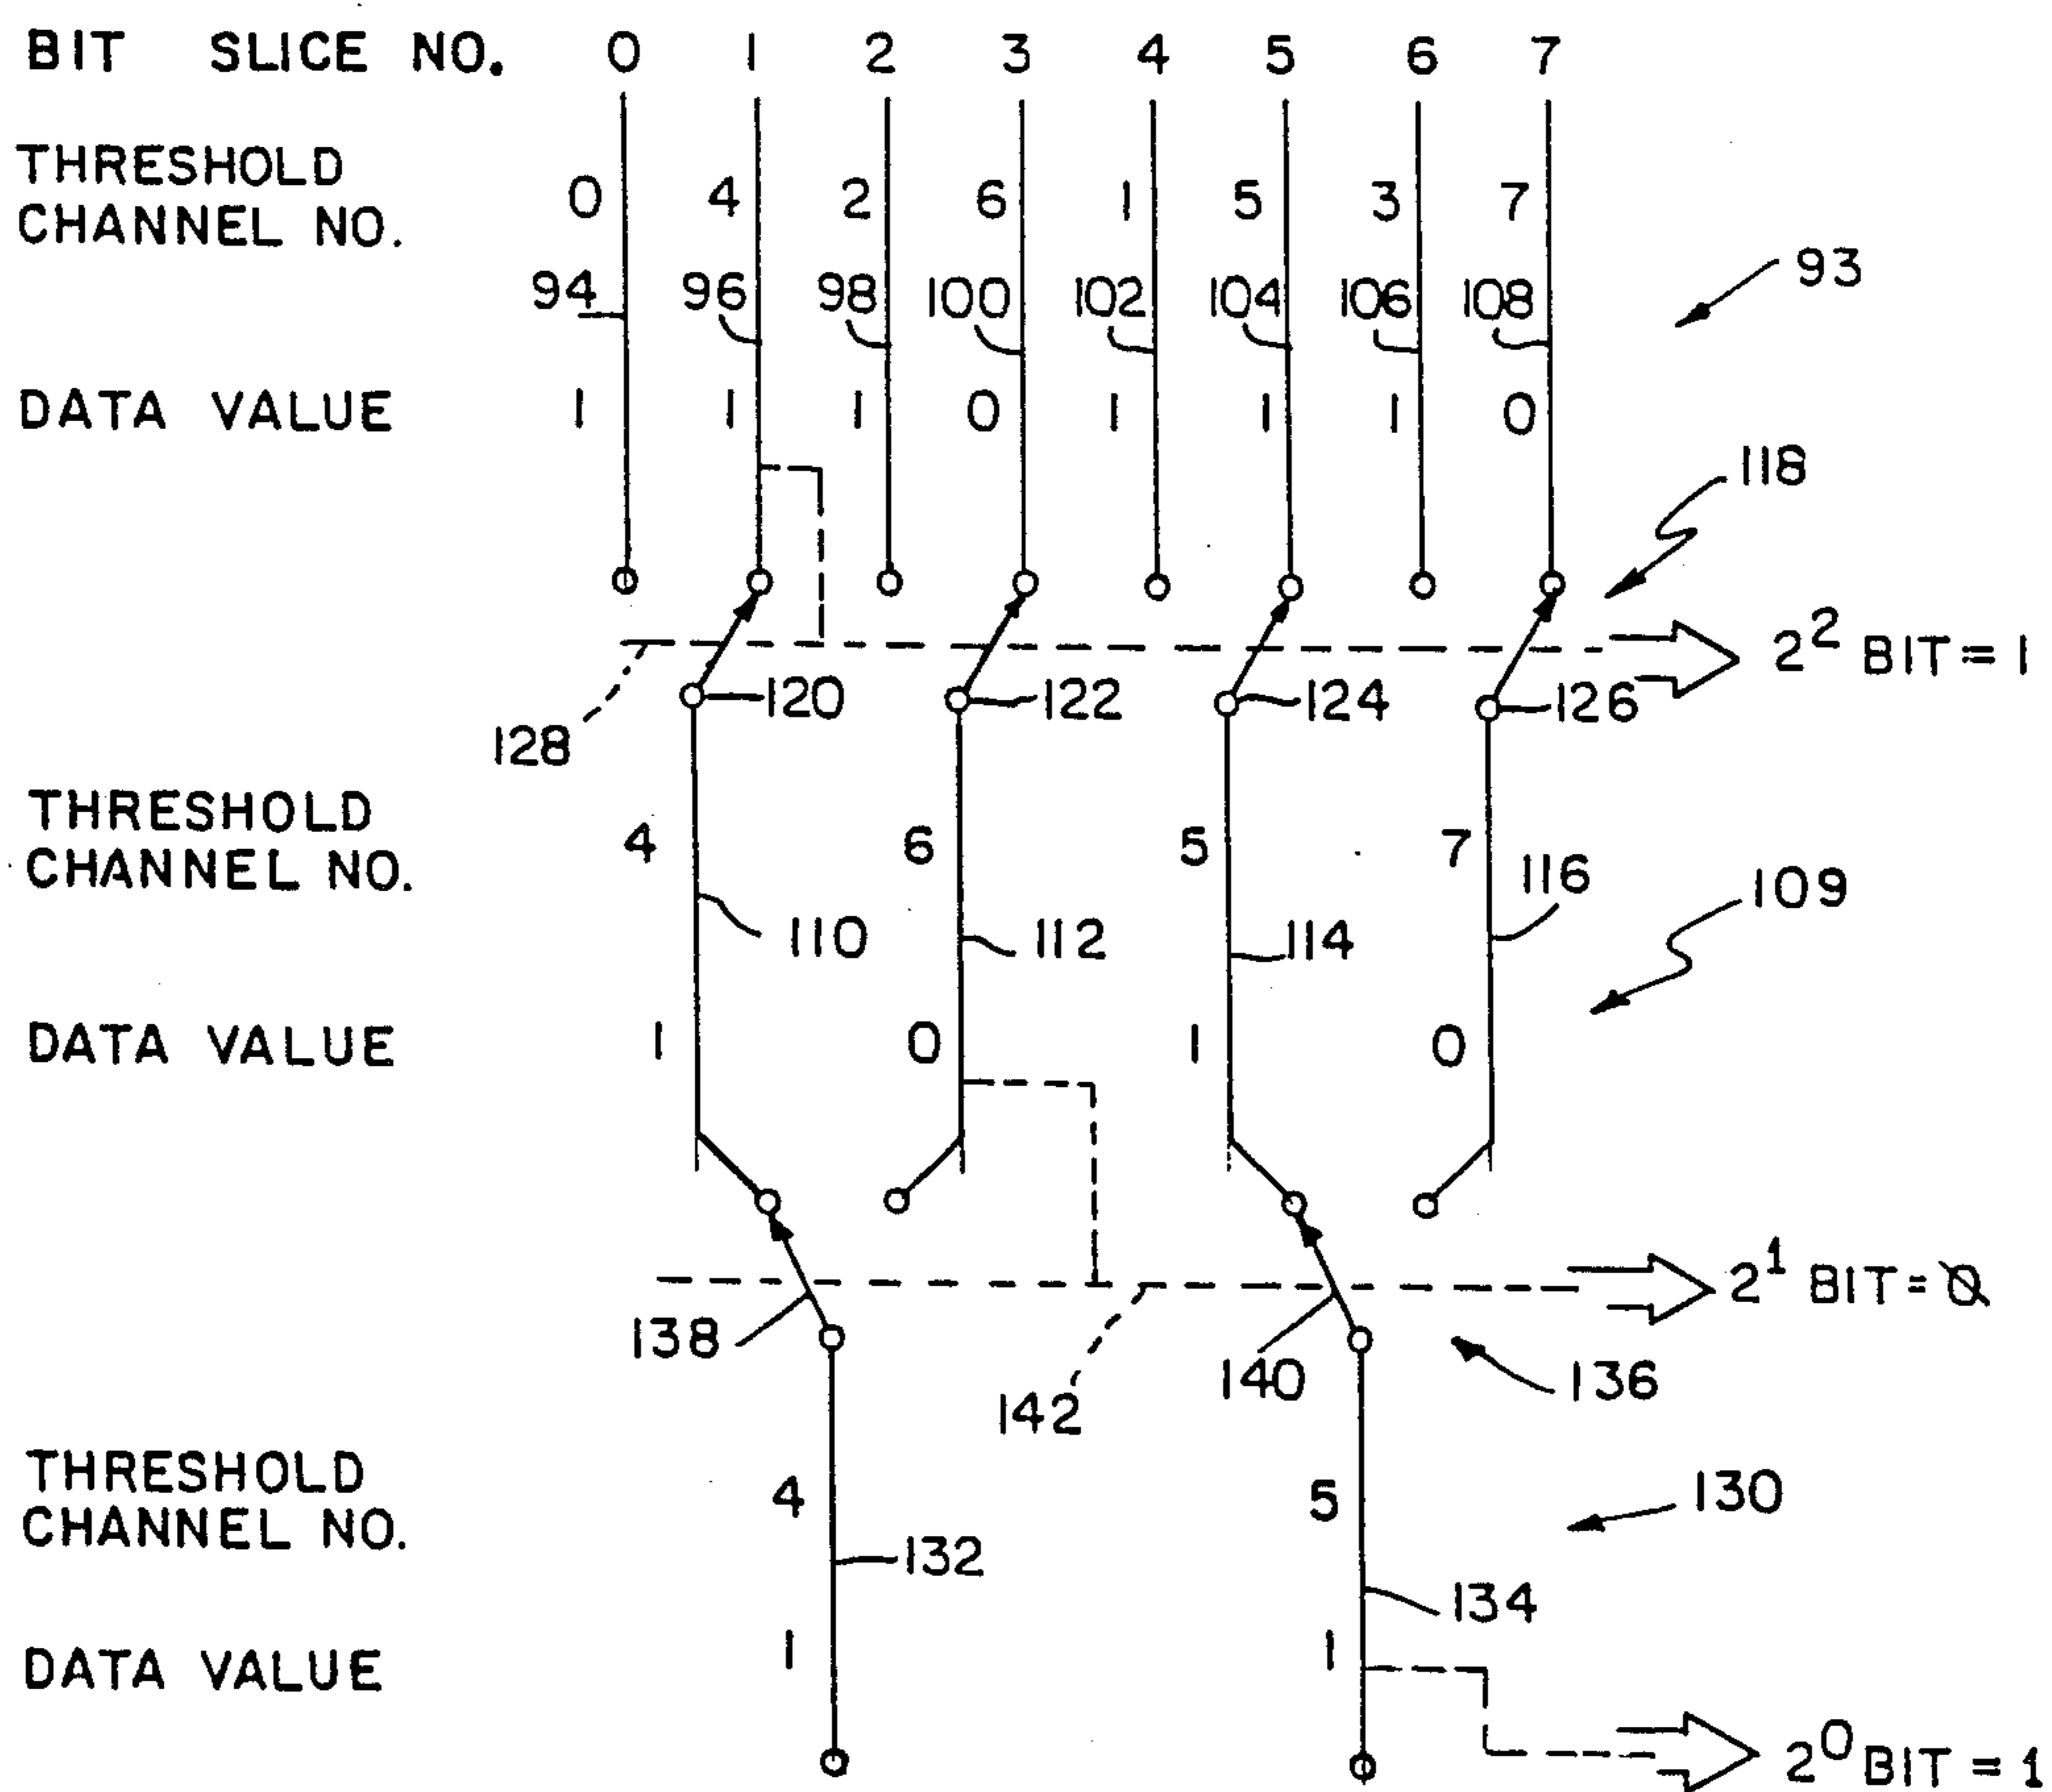 BIT SLICE NO. 0 1 2 3 4 5 6 7
THRESHOLD
CHANNEL NO. 0 4 2 6 1 5 3 7
94 96 98 100 102 104 106 108 93
DATA VALUE 1 1 1 0 1 1 1 0
118
2² BIT = 1
120 122 124 126
128
THRESHOLD
CHANNEL NO. 4 6 5 7
116 109
110 112 114
DATA VALUE 1 0 1 0
2¹ BIT = 0
138 142 140 136
THRESHOLD
CHANNEL NO. 4 5 130
132
134
DATA VALUE 1 1
2⁰ BIT = 1